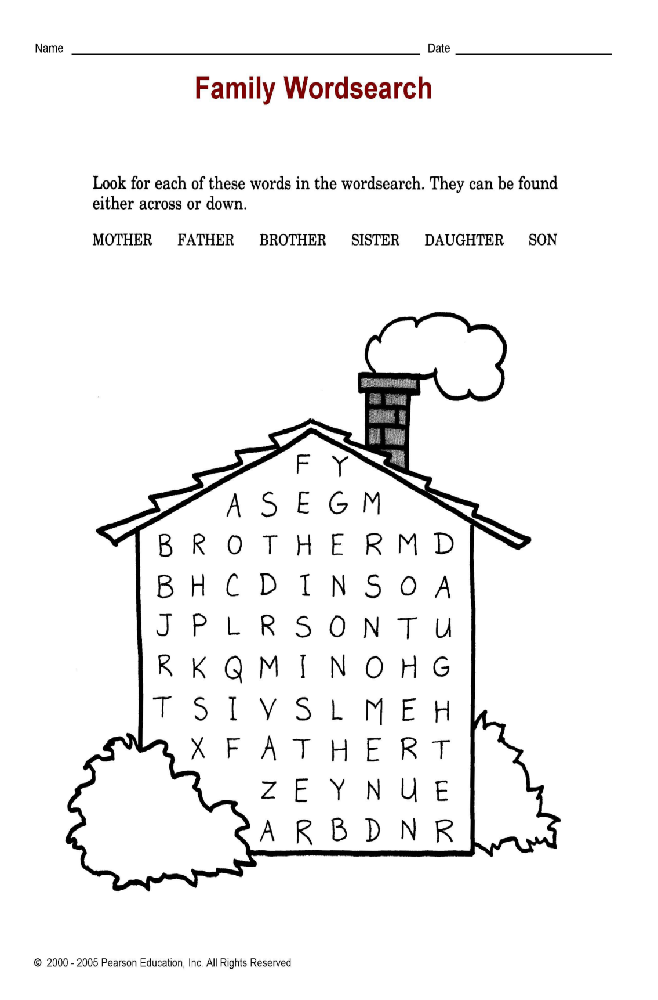 Name Date
Family Wordsearch
Look for each of these words in the wordsearch. They can be found
either across or down.
MOTHER FATHER BROTHER SISTER DAUGHTER SON
F Y
A S E G M
B R O T H E R M D
B H C D I N S O A
J P L R S O N T U
R K Q M I N O H G
T S I V S L M E H
X F A T H E R T
Z E Y N U E
A R B D N R
© 2000 - 2005 Pearson Education, Inc. All Rights Reserved